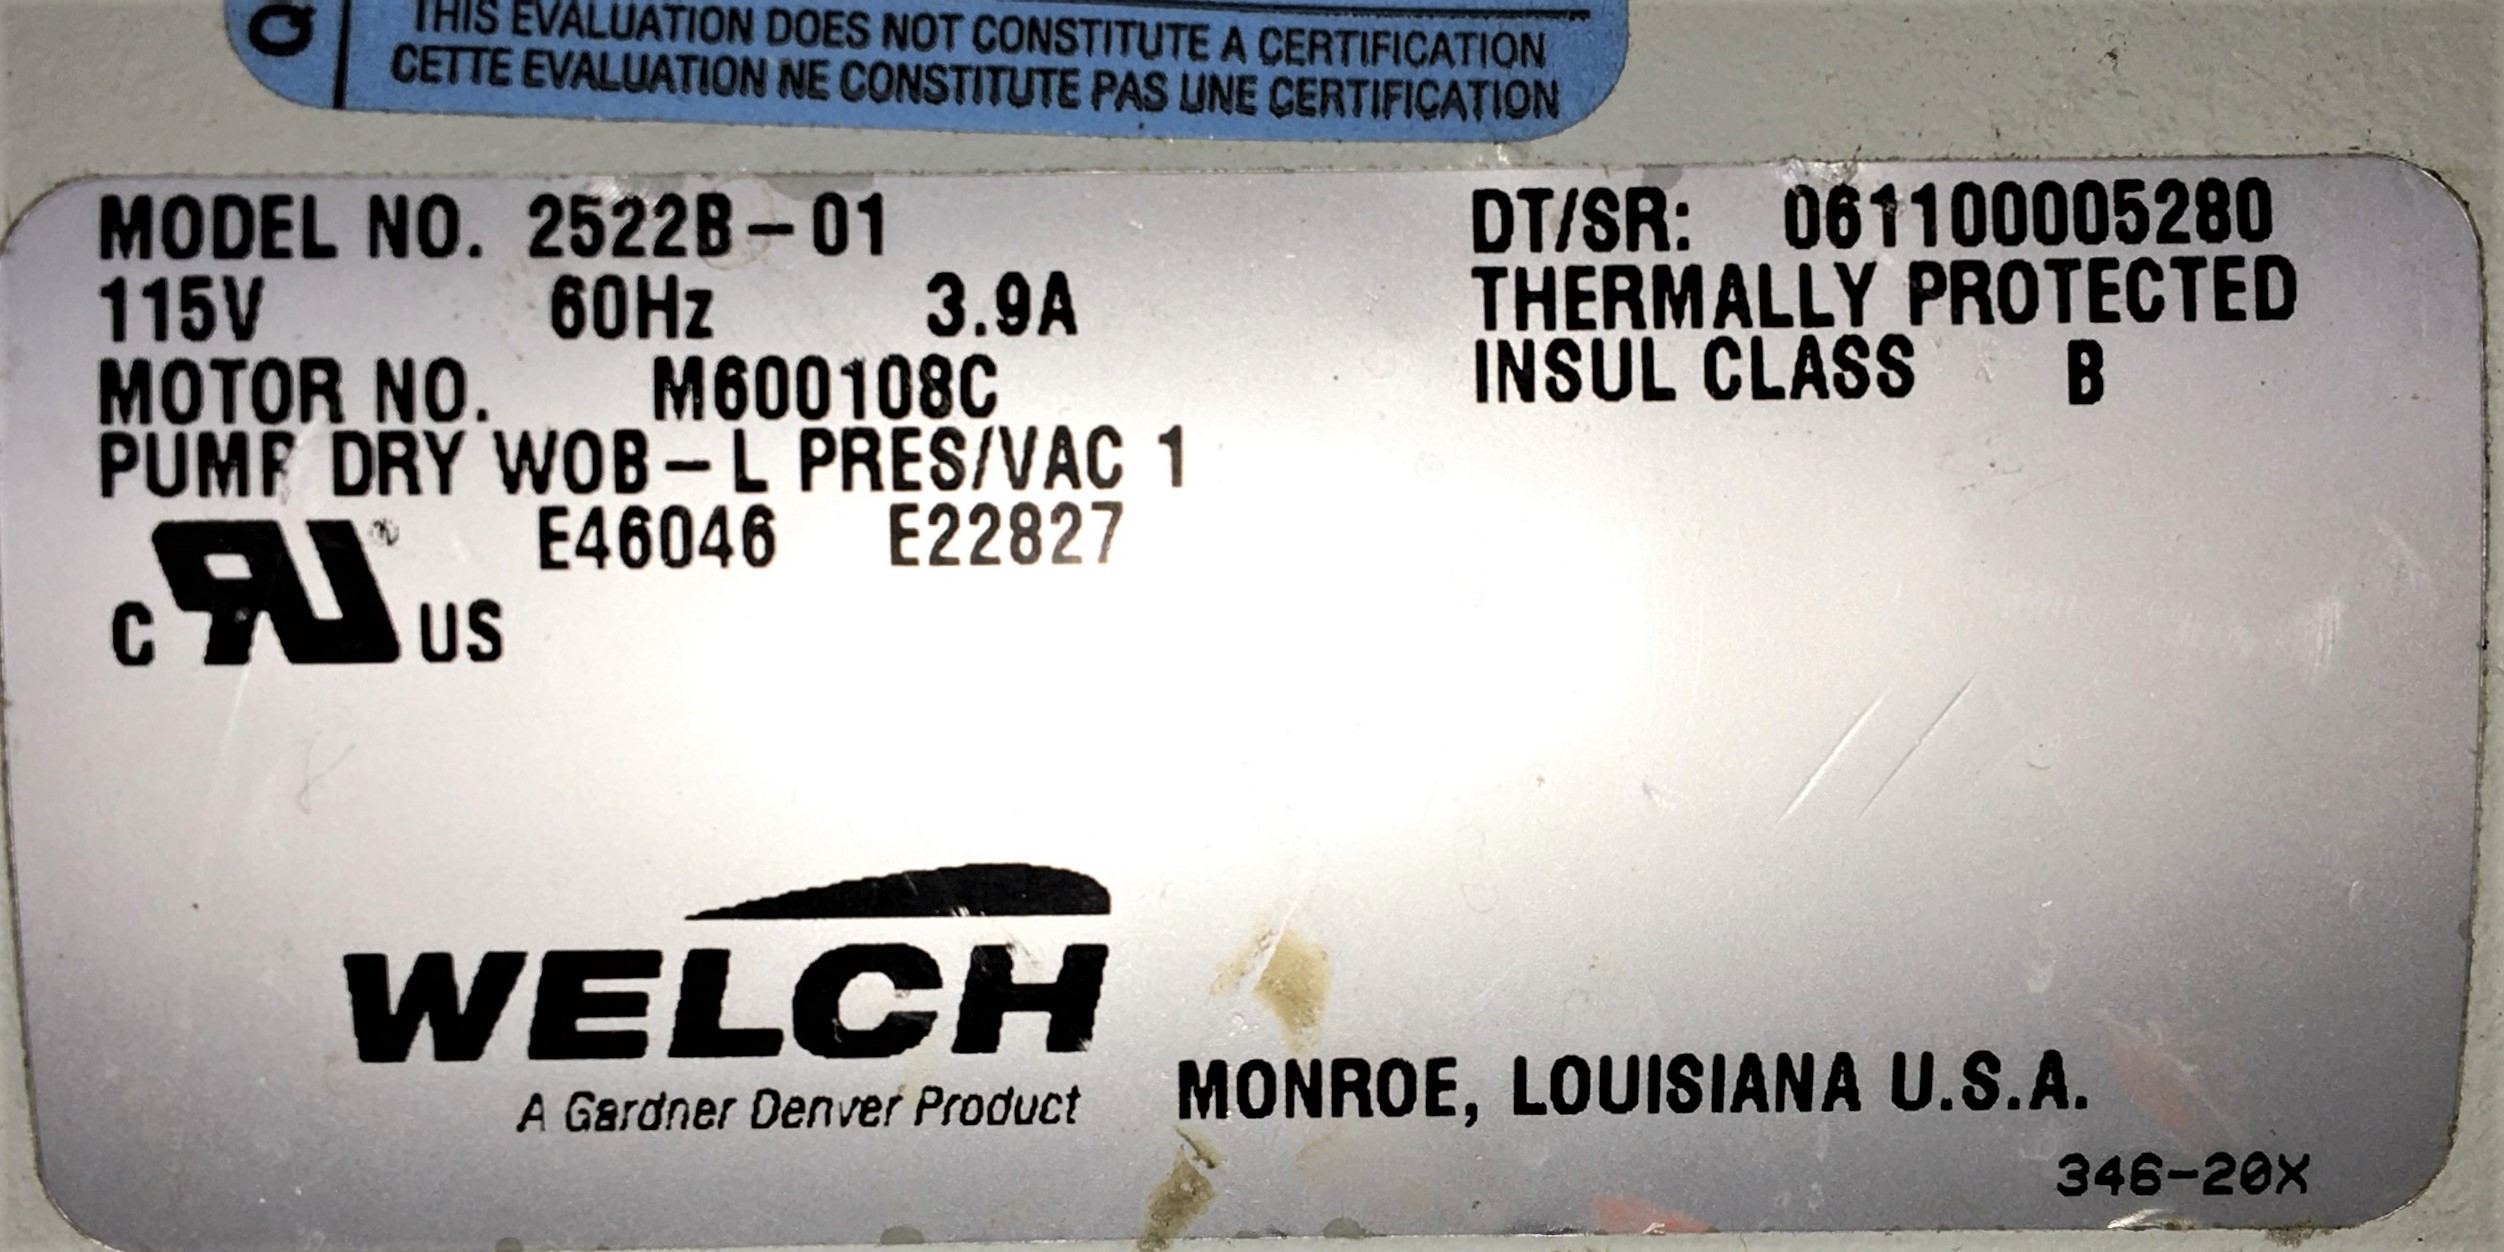 Q
THIS EVALUATION DOES NOT CONSTITUTE A CERTIFICATION
CETTE EVALUATION NE CONSTITUTE PAS UNE CERTIFICATION
MODEL NO. 2522B-01
115V 60Hz 3.9A
MOTOR NO. M600108C
PUMP DRY WOB-L PRES/VAC 1
E46046 E22827
C RU US
DT/SR: 061100005280
THERMALLY PROTECTED
INSUL CLASS B
WELCH
A Gardner Denver Product
MONROE, LOUISIANA U.S.A.
346-20X